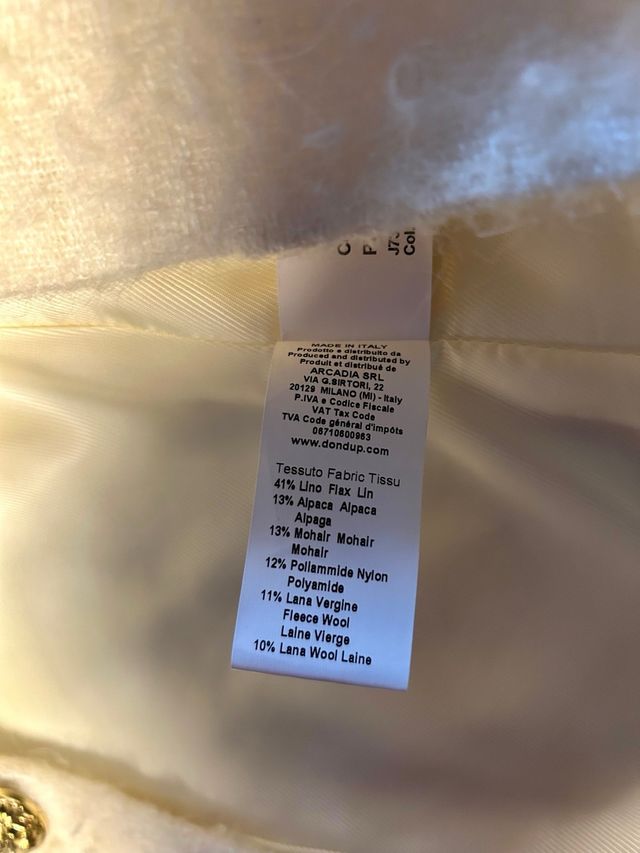 C
P
J73
Col.
MADE IN ITALY
Prodotto e distribuito da
Produced and distributed by
Produit et distribué de
ARCADIA SRL
VIA G.SIRTORI, 22
20129 MILANO (MI) - Italy
P.IVA e Codice Fiscale
VAT Tax Code
TVA Code général d'impôts
06710600963
www.dondup.com
Tessuto Fabric Tissu
41% Lino Flax Lin
13% Alpaca Alpaca
Alpaga
13% Mohair Mohair
Mohair
12% Poliammide Nylon
Polyamide
11% Lana Vergine
Fleece Wool
Laine Vierge
10% Lana Wool Laine